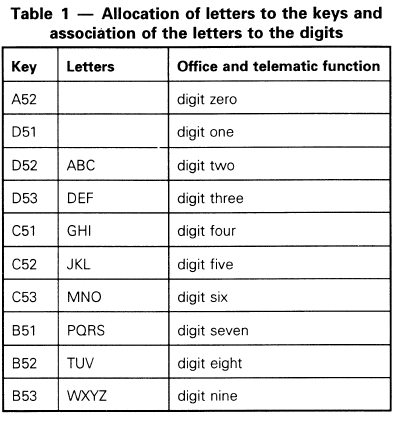 Table 1 — Allocation of letters to the keys and
association of the letters to the digits
Key Letters Office and telematic function
A52 digit zero
D51 digit one
D52 ABC digit two
D53 DEF digit three
C51 GHI digit four
C52 JKL digit five
C53 MNO digit six
B51 PQRS digit seven
B52 TUV digit eight
B53 WXYZ digit nine